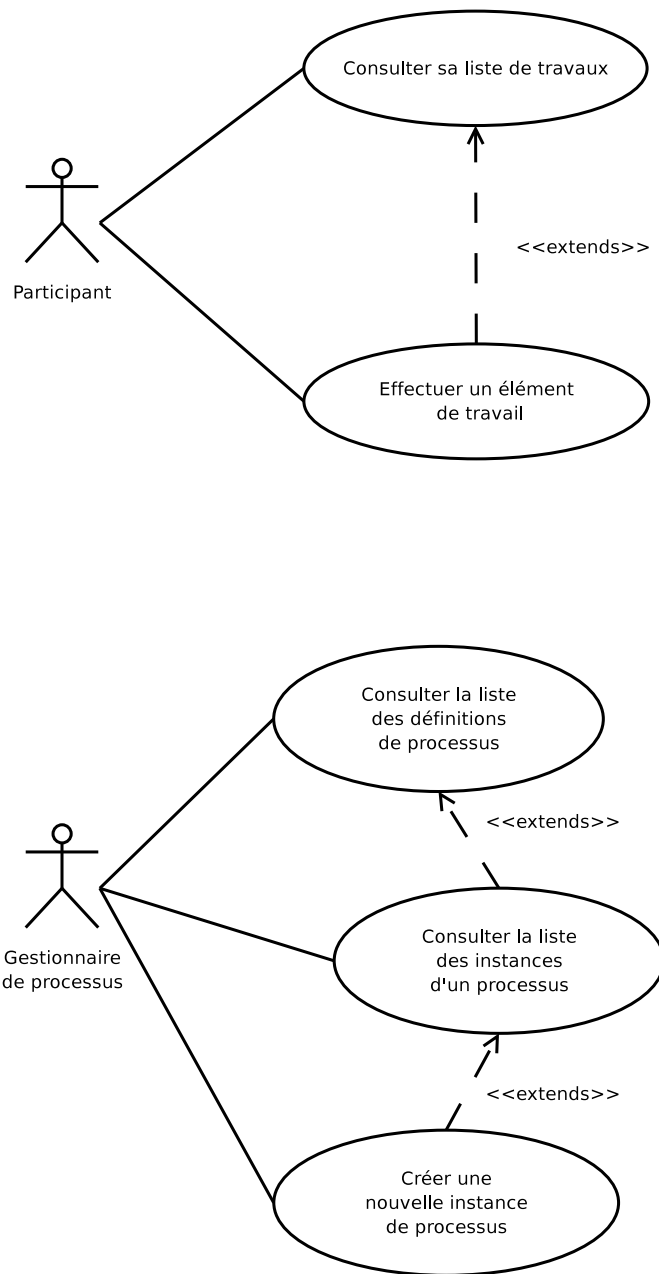 Consulter sa liste de travaux
<<extends>>
Participant
Effectuer un élément
de travail
Consulter la liste
des définitions
de processus
<<extends>>
Gestionnaire
de processus
Consulter la liste
des instances
d'un processus
<<extends>>
Créer une
nouvelle instance
de processus